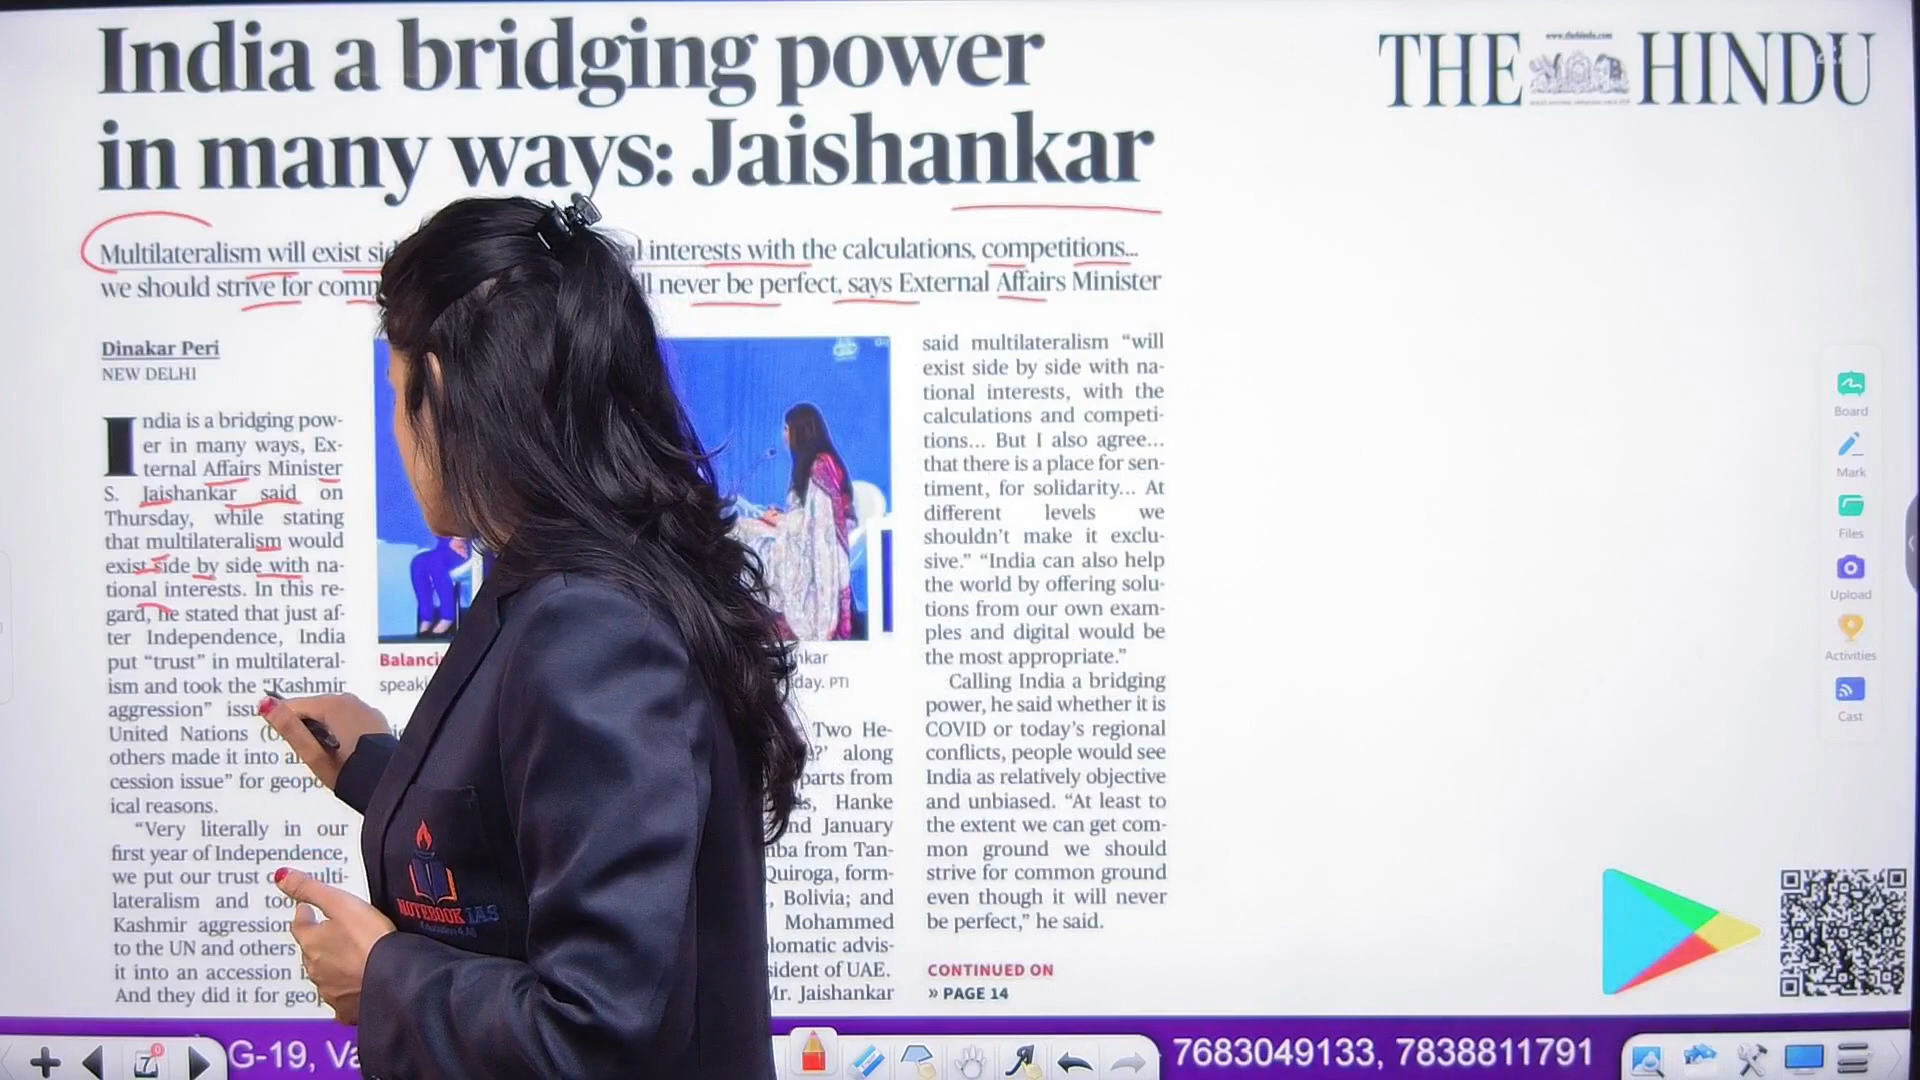 India a bridging power
in many ways: Jaishankar
THE HINDU
www.thehindu.com
Multilateralism will exist interests with the calculations, competitions...
we should strive for never be perfect, says External Affairs Minister
Dinakar Peri
NEW DELHI
India is a bridging pow-
er in many ways, Ex-
ternal Affairs Minister
S. Jaishankar said on
Thursday, while stating
that multilateralism would
exist side by side with na-
tional interests. In this re-
gard, he stated that just af-
ter Independence, India
put “trust” in multilateral-
ism and took the “Kashmir
aggression”
United Nations
others made it into
cession issue” for
ical reasons.
“Very literally in our
first year of Independence,
we put our trust
lateralism and
Kashmir aggression
to the UN and others
it into an accession
And they did it for
speaki
PTI
Two He-
along
parts from
Hanke
nd January
from Tan-
Quiroga, form-
Bolivia; and
Mohammed
advis-
of UAE.
Mr. Jaishankar
said multilateralism “will
exist side by side with na-
tional interests, with the
calculations and competi-
tions... But I also agree...
that there is a place for sen-
timent, for solidarity... At
different levels we
shouldn’t make it exclu-
sive.” “India can also help
the world by offering solu-
tions from our own exam-
ples and digital would be
the most appropriate.”
Calling India a bridging
power, he said whether it is
COVID or today’s regional
conflicts, people would see
India as relatively objective
and unbiased. “At least to
the extent we can get com-
mon ground we should
strive for common ground
even though it will never
be perfect,” he said.
CONTINUED ON
» PAGE 14
Board
Mark
Files
Upload
Activities
Cast
NOTEBOOK IAS
G-19, Va
7683049133, 7838811791